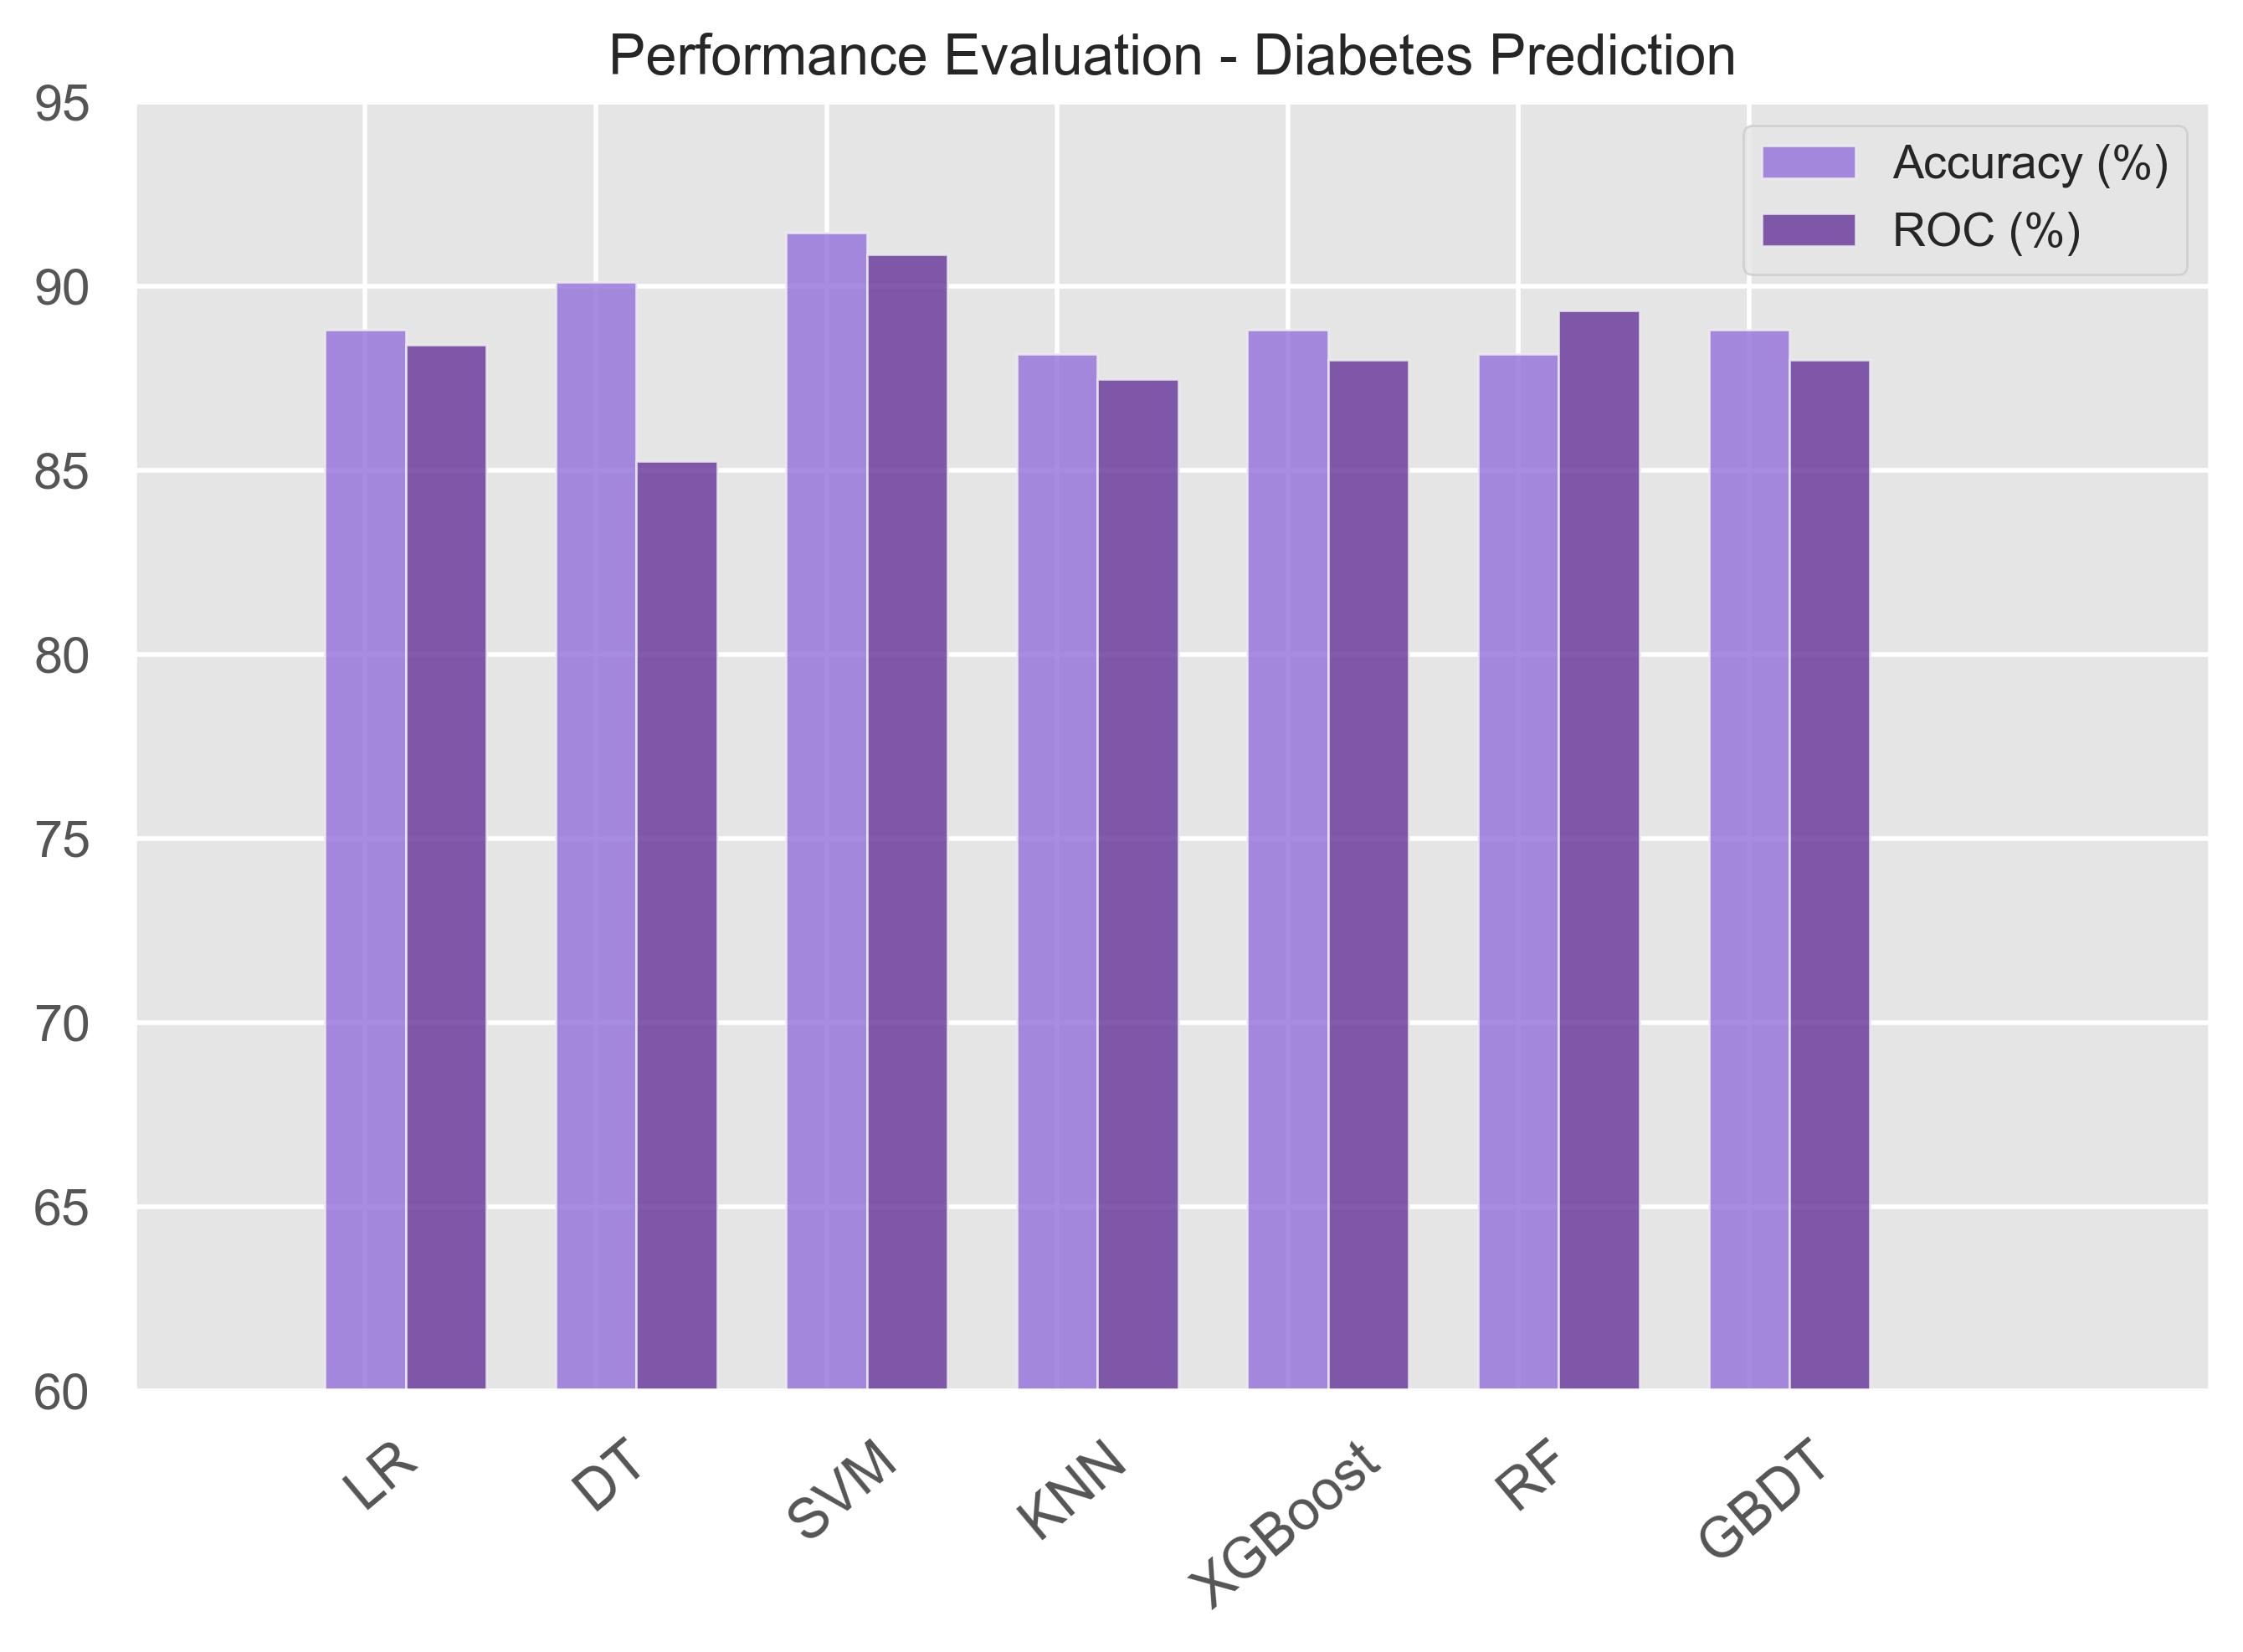 Performance Evaluation - Diabetes Prediction
95
90
85
80
75
70
65
60
Accuracy (%)
ROC (%)
LR
DT
SVM
KNN
XGBoost
RF
GBDT